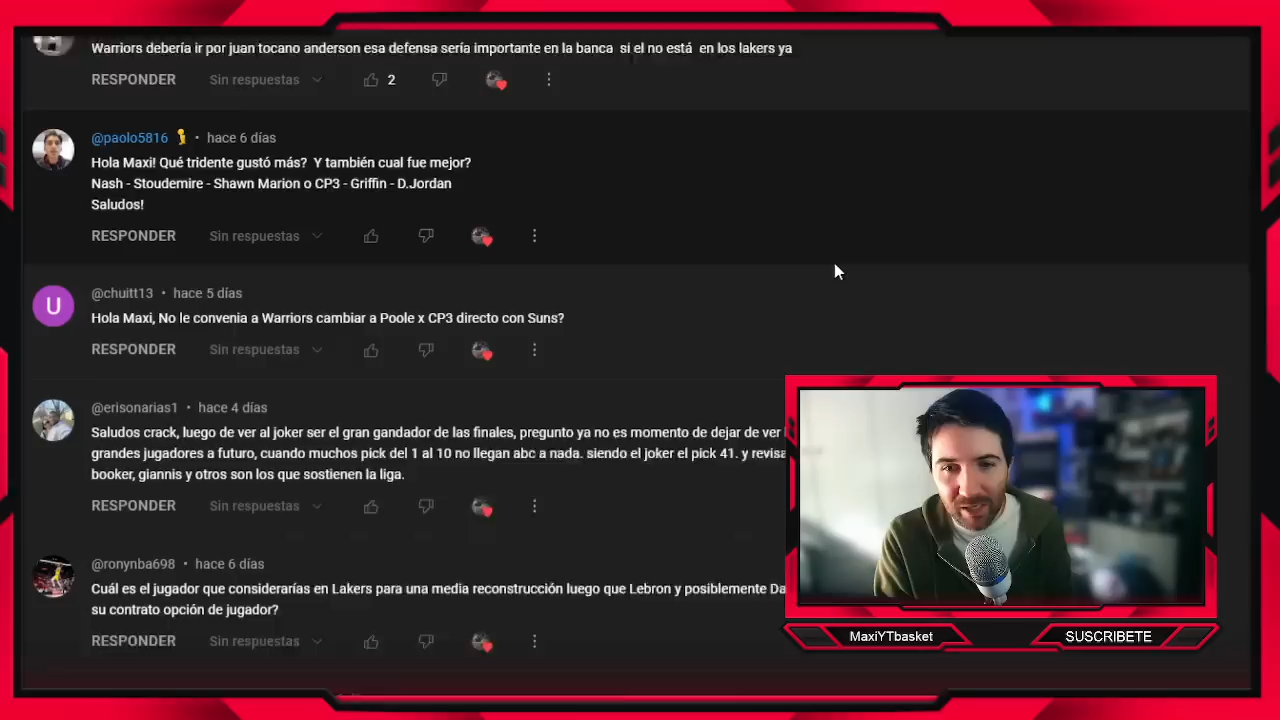 Warriors debería ir por juan tocano anderson esa defensa sería importante en la banca si el no está en los lakers ya
RESPONDER Sin respuestas 2
@paolo5816 • hace 6 días
Hola Maxi! Qué tridente gustó más? Y también cual fue mejor?
Nash - Stoudemire - Shawn Marion o CP3 - Griffin - D.Jordan
Saludos!
RESPONDER Sin respuestas
U
@chuitt13 • hace 5 días
Hola Maxi, No le convenia a Warriors cambiar a Poole x CP3 directo con Suns?
RESPONDER Sin respuestas
@erisonarias1 • hace 4 días
Saludos crack, luego de ver al joker ser el gran gandador de las finales, pregunto ya no es momento de dejar de ver
grandes jugadores a futuro, cuando muchos pick del 1 al 10 no llegan abc a nada. siendo el joker el pick 41. y revisa
booker, giannis y otros son los que sostienen la liga.
RESPONDER Sin respuestas
@ronynba698 • hace 6 días
Cuál es el jugador que considerarías en Lakers para una media reconstrucción luego que Lebron y posiblemente Da
su contrato opción de jugador?
RESPONDER Sin respuestas
MaxiYTbasket
SUSCRIBETE